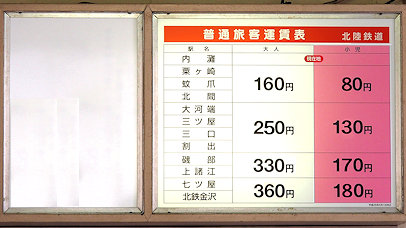 普通旅客運賃表 北陸鉄道
駅名 大人 小児
内灘 現在地
粟ヶ崎
蚊爪
北間
160円 80円
大河端
三ツ屋
三口
割出
250円 130円
磯部
上諸江
330円 170円
七ツ屋
北鉄金沢
360円 180円